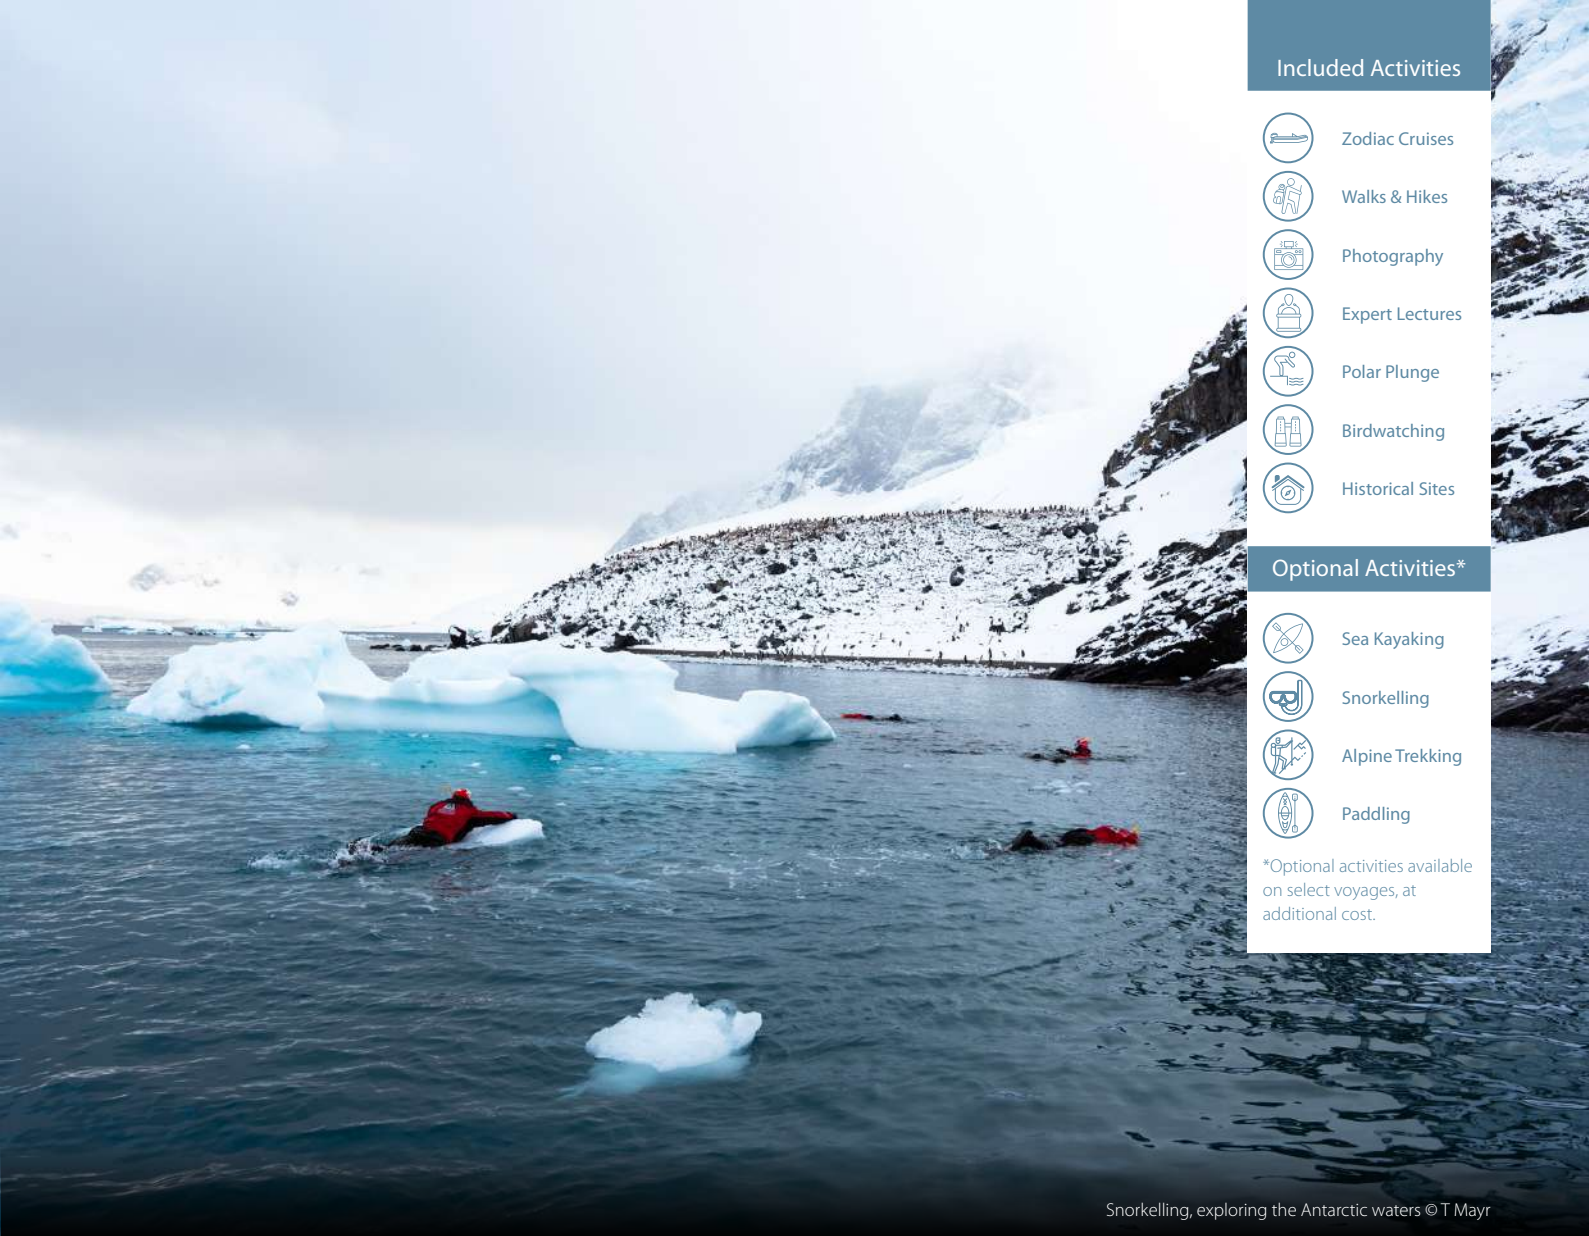 Included Activities
Zodiac Cruises
Walks & Hikes
Photography
Expert Lectures
Polar Plunge
Birdwatching
Historical Sites
Optional Activities*
Sea Kayaking
Snorkelling
Alpine Trekking
Paddling
*Optional activities available
on select voyages, at
additional cost.
Snorkelling, exploring the Antarctic waters © T Mayr